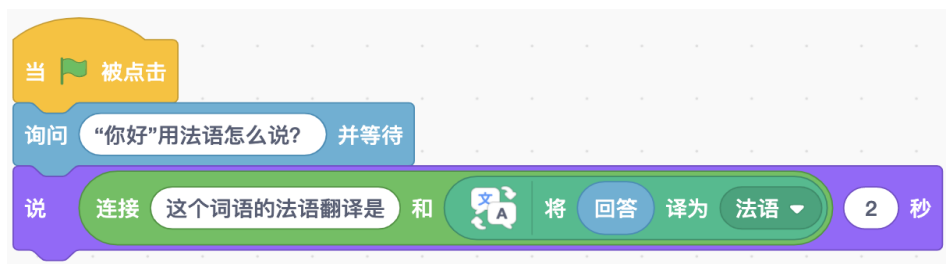 当 被点击
询问 “你好”用法语怎么说? 并等待
说 连接 这个词语的法语翻译是 和 文 A 将 回答 译为 法语 2 秒